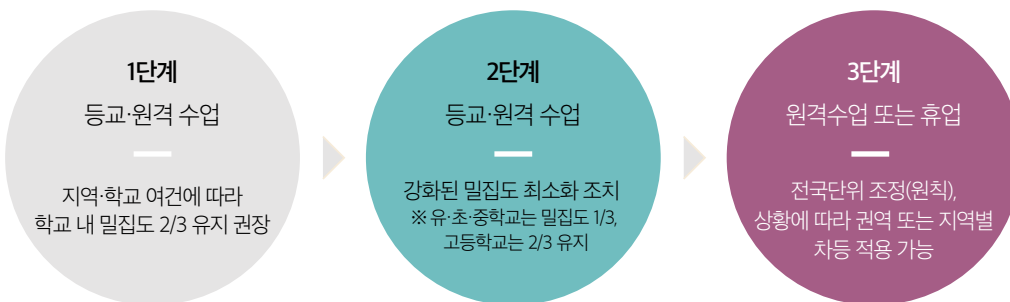 1단계
등교·원격 수업
지역·학교 여건에 따라
학교 내 밀집도 2/3 유지 권장
2단계
등교·원격 수업
강화된 밀집도 최소화 조치
※ 유·초·중학교는 밀집도 1/3,
고등학교는 2/3 유지
3단계
원격수업 또는 휴업
전국단위 조정(원칙),
상황에 따라 권역 또는 지역별
차등 적용 가능